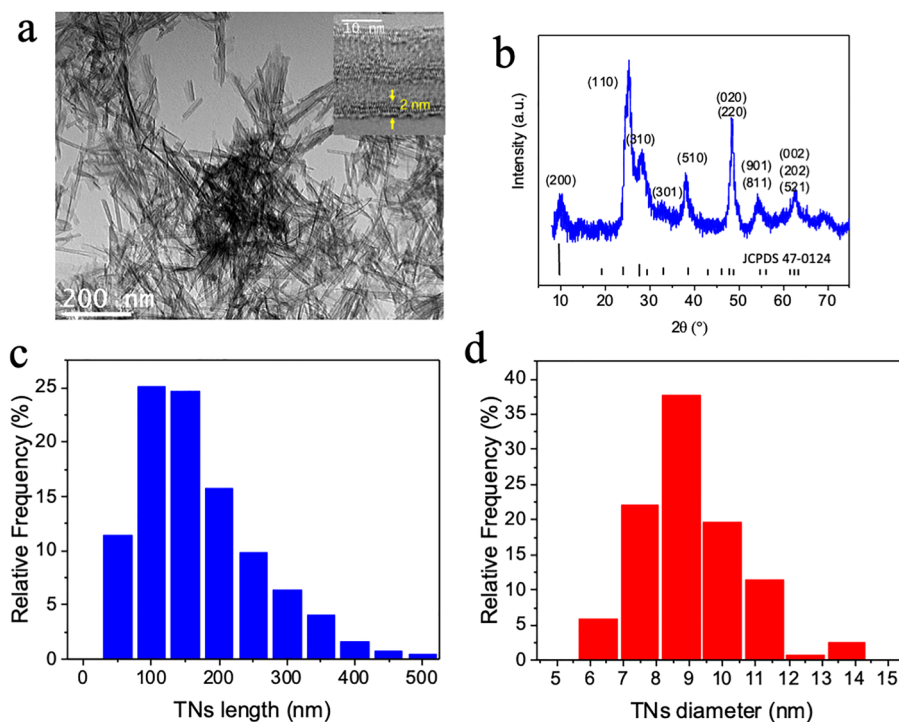 a
10 nm
2 nm
200 nm
b
Intensity (a.u.)
(110)
(310)
(200)
(301)
(510)
(020)
(220)
(901)
(811)
(002)
(202)
(521)
JCPDS 47-0124
10 20 30 40 50 60 70
2θ (°)
c
Relative Frequency (%)
25
20
15
10
5
0
0 100 200 300 400 500
TNs length (nm)
d
Relative Frequency (%)
40
35
30
25
20
15
10
5
0
5 6 7 8 9 10 11 12 13 14 15
TNs diameter (nm)